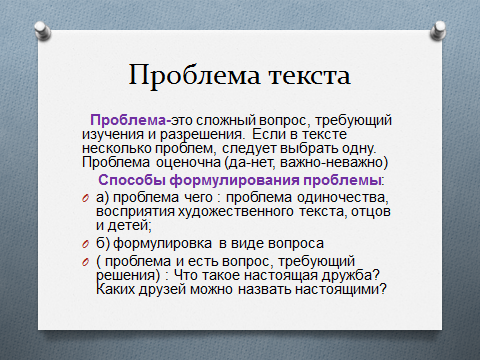 Проблема текста
Проблема-это сложный вопрос, требующий
изучения и разрешения. Если в тексте
несколько проблем, следует выбрать одну.
Проблема оценочна (да-нет, важно-неважно)
Способы формулирования проблемы:
а) проблема чего : проблема одиночества,
восприятия художественного текста, отцов
и детей;
б) формулировка в виде вопроса
( проблема и есть вопрос, требующий
решения) : Что такое настоящая дружба?
Каких друзей можно назвать настоящими?